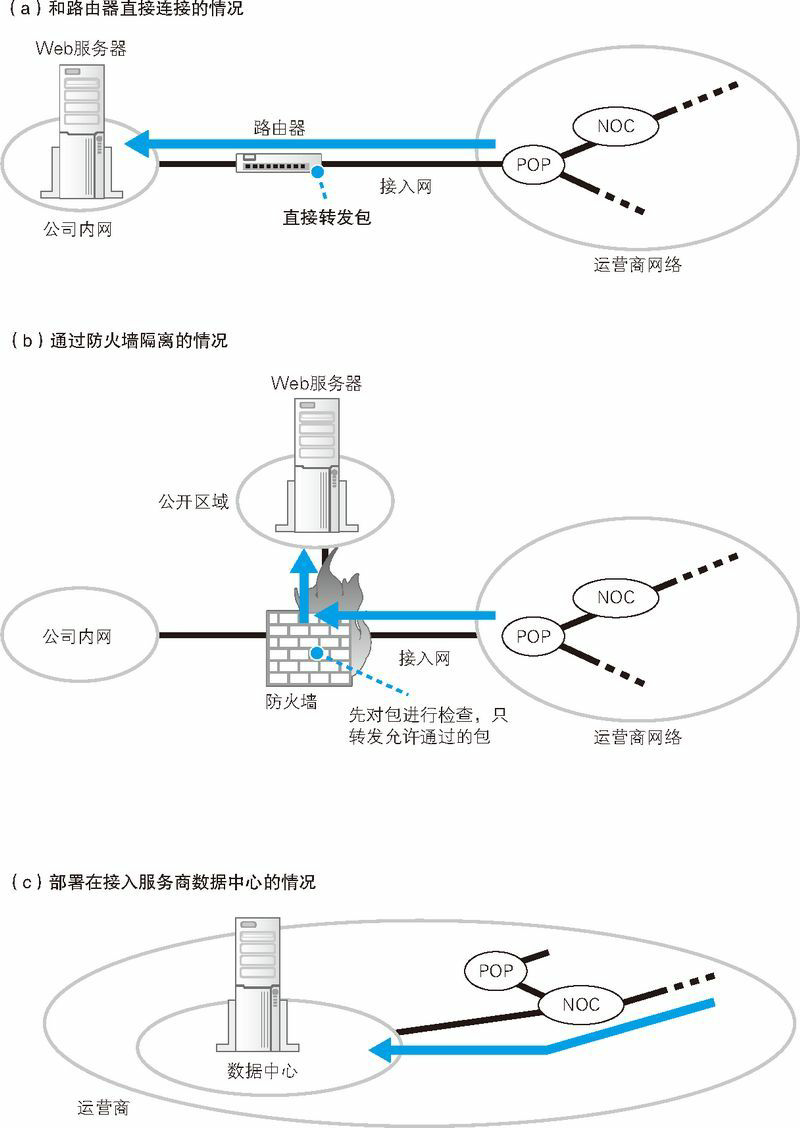 （a）和路由器直接连接的情况
Web服务器
路由器
NOC
POP
接入网
直接转发包
公司内网
运营商网络
（b）通过防火墙隔离的情况
Web服务器
公开区域
NOC
公司内网
POP
接入网
防火墙
先对包进行检查，只
转发允许通过的包
运营商网络
（c）部署在接入服务商数据中心的情况
POP
NOC
数据中心
运营商